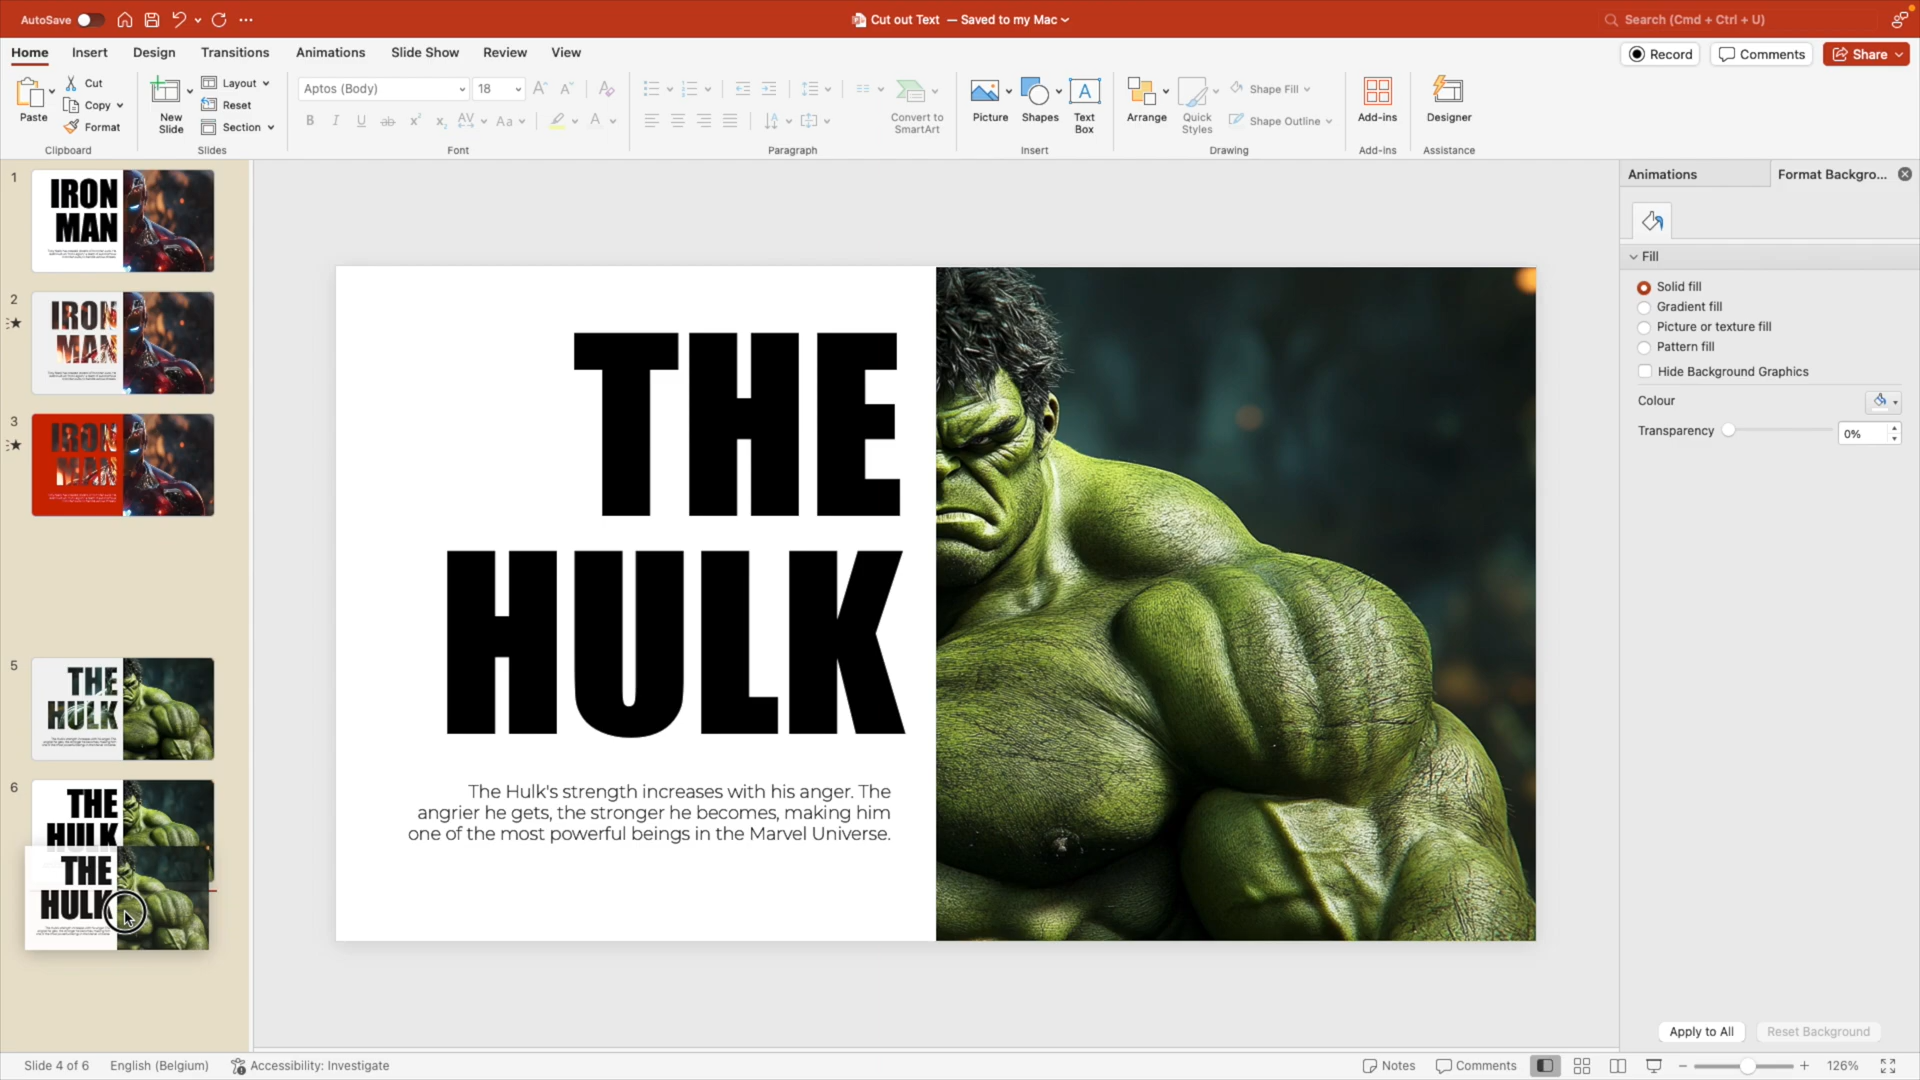 AutoSave
Cut out Text — Saved to my Mac
Search (Cmd + Ctrl + U)
Home
Insert
Design
Transitions
Animations
Slide Show
Review
View
Record
Comments
Share
Paste
Cut
Copy
Format
Clipboard
New
Slide
Layout
Reset
Section
Slides
Aptos (Body)
18
Font
Paragraph
Convert to
SmartArt
Picture
Shapes
Text
Box
Insert
Arrange
Quick
Styles
Shape Fill
Shape Outline
Drawing
Add-ins
Add-ins
Designer
Assistance
1
IRON
MAN
2
IRON
MAN
3
IRON
MAN
5
THE
HULK
6
THE
HULK
THE
HULK
THE
HULK
The Hulk's strength increases with his anger. The
angrier he gets, the stronger he becomes, making him
one of the most powerful beings in the Marvel Universe.
Animations
Format Backgro...
Fill
Solid fill
Gradient fill
Picture or texture fill
Pattern fill
Hide Background Graphics
Colour
Transparency
0%
Apply to All
Reset Background
Slide 4 of 6
English (Belgium)
Accessibility: Investigate
Notes
Comments
126%